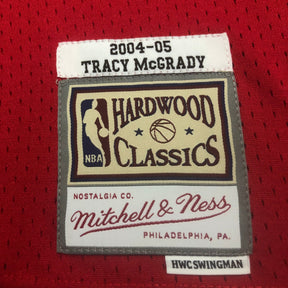 2004-05
TRACY McGRADY
HARDWOOD
NBA
CLASSICS
NOSTALGIA CO.
Mitchell & Ness
PHILADELPHIA, PA.
HWC SWINGMAN